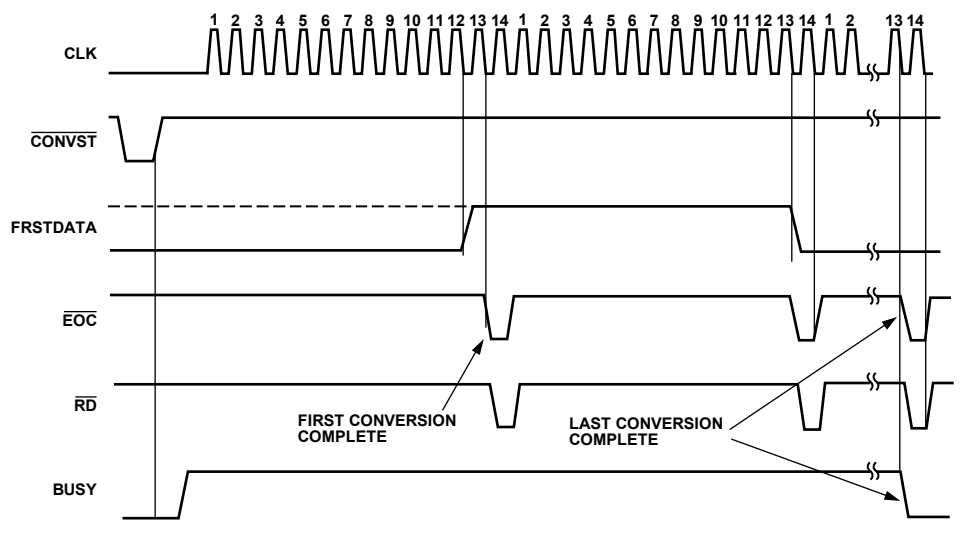 1 2 3 4 5 6 7 8 9 10 11 12 13 14 1 2 3 4 5 6 7 8 9 10 11 12 13 14 1 2 13 14
CLK
CONVST
FRSTDATA
EOC
RD
FIRST CONVERSION
COMPLETE
LAST CONVERSION
COMPLETE
BUSY